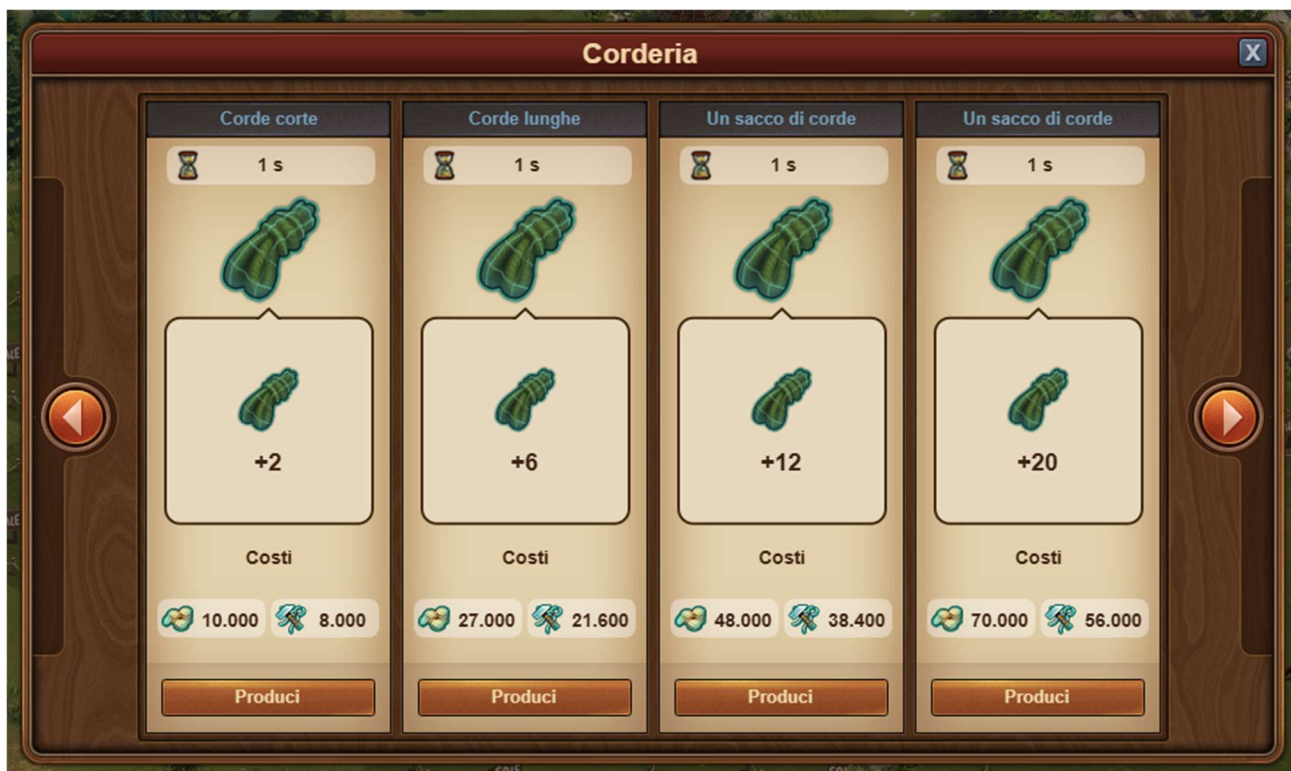 Corderia
X
Corde corte
1 s
+2
Costi
10.000 8.000
Produci
Corde lunghe
1 s
+6
Costi
27.000 21.600
Produci
Un sacco di corde
1 s
+12
Costi
48.000 38.400
Produci
Un sacco di corde
1 s
+20
Costi
70.000 56.000
Produci